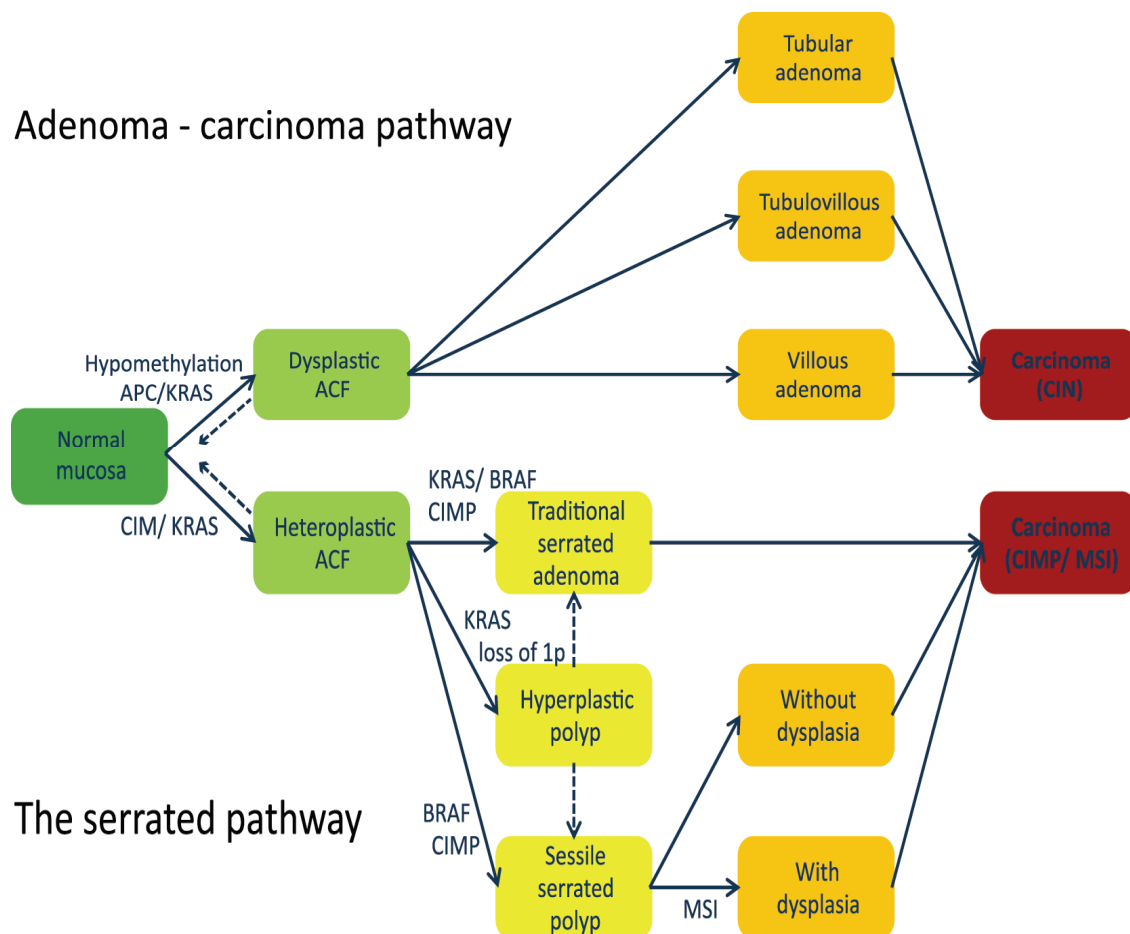 Tubular
adenoma
Adenoma - carcinoma pathway
Tubulovillous
adenoma
Hypomethylation
APC/KRAS
Dysplastic
ACF
Villous
adenoma
Carcinoma
(CIN)
Normal
mucosa
CIM/ KRAS
Heteroplastic
ACF
KRAS/ BRAF
CIMP
Traditional
serrated
adenoma
Carcinoma
(CIMP/ MSI)
KRAS
loss of 1p
Hyperplastic
polyp
Without
dysplasia
The serrated pathway
BRAF
CIMP
Sessile
serrated
polyp
MSI
With
dysplasia